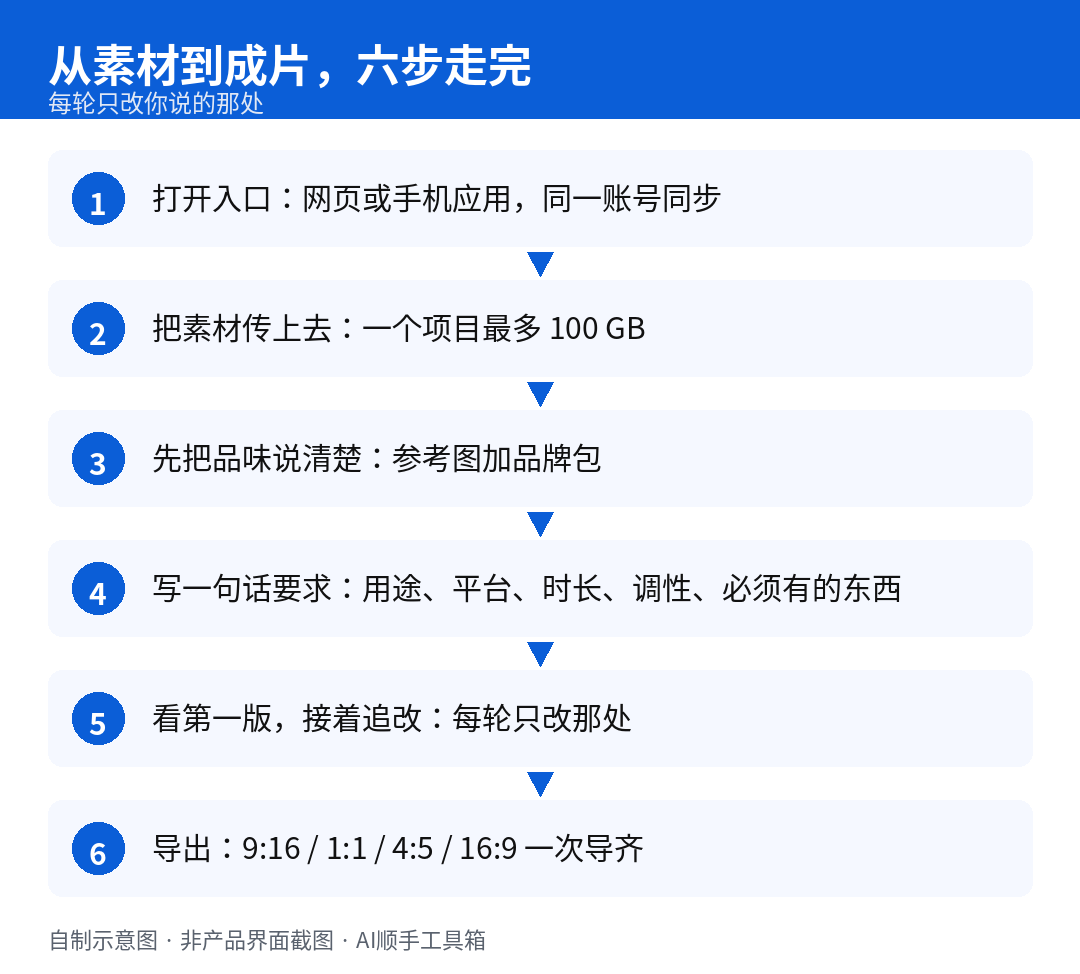 从素材到成片，六步走完
每轮只改你说的那处
1 打开入口：网页或手机应用，同一账号同步
2 把素材传上去：一个项目最多 100 GB
3 先把品味说清楚：参考图加品牌包
4 写一句话要求：用途、平台、时长、调性、必须有的东西
5 看第一版，接着追改：每轮只改那处
6 导出：9:16 / 1:1 / 4:5 / 16:9 一次导齐
自制示意图 · 非产品界面截图 · AI顺手工具箱